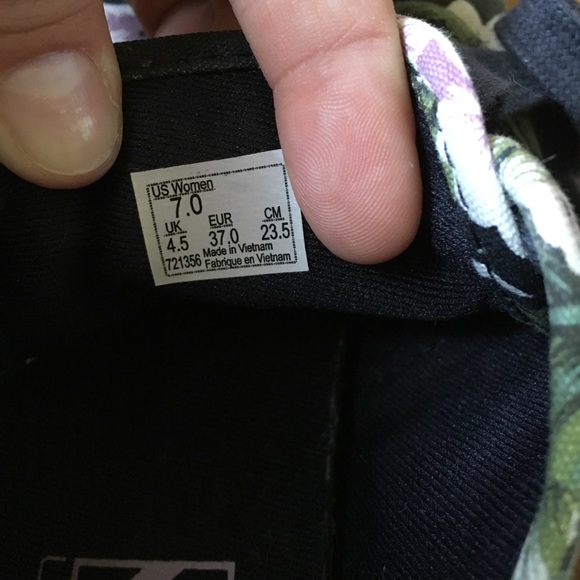 US Women
7.0
UK EUR CM
4.5 37.0 23.5
721356 Made in Vietnam
Fabrique en Vietnam